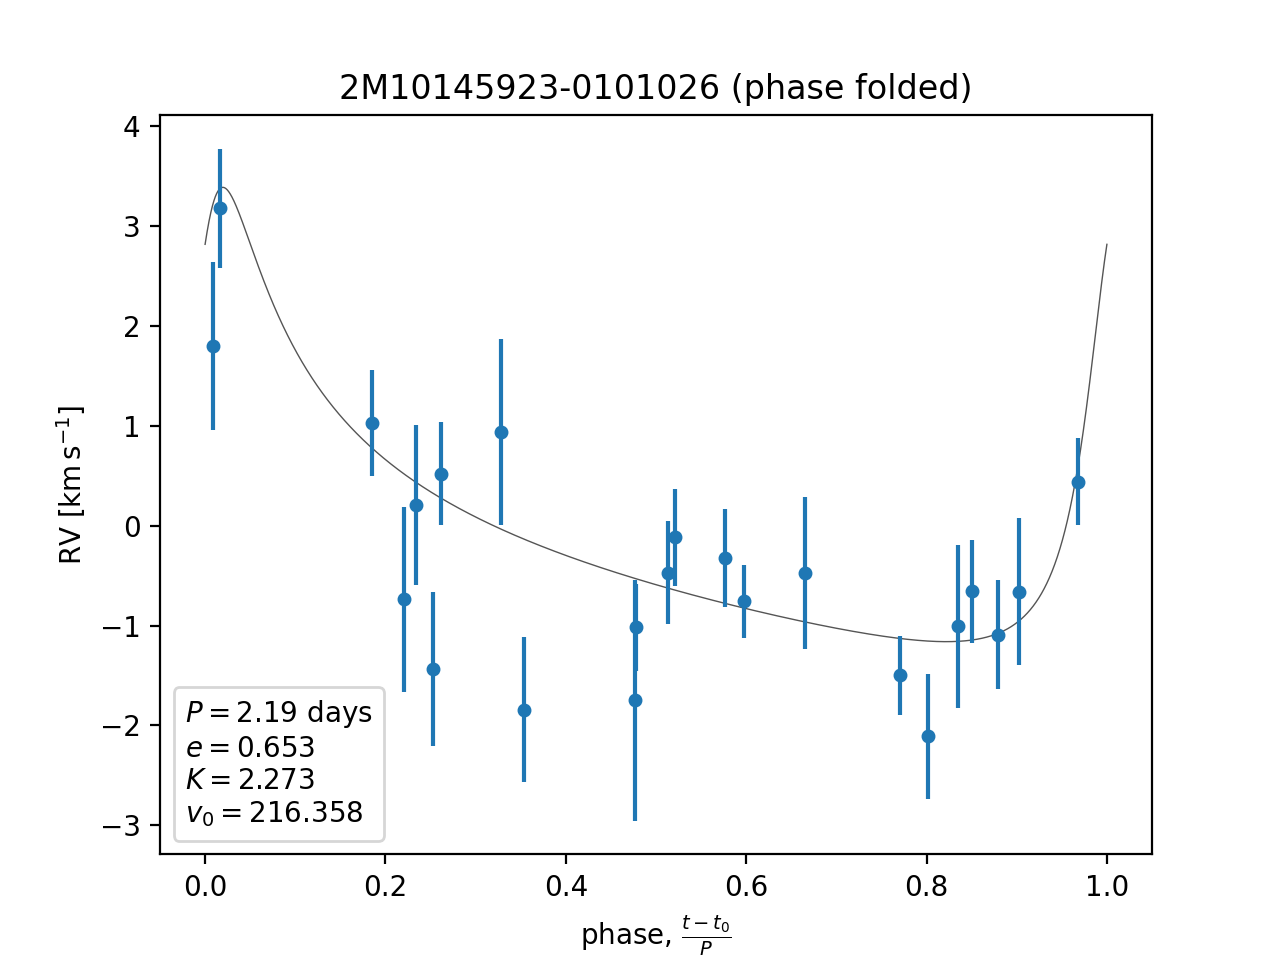 2M10145923-0101026 (phase folded)
4
3
2
1
0
−1
−2
−3
RV [km s⁻¹]
P = 2.19 days
e = 0.653
K = 2.273
v₀ = 216.358
0.0 0.2 0.4 0.6 0.8 1.0
phase, (t − t₀)/P